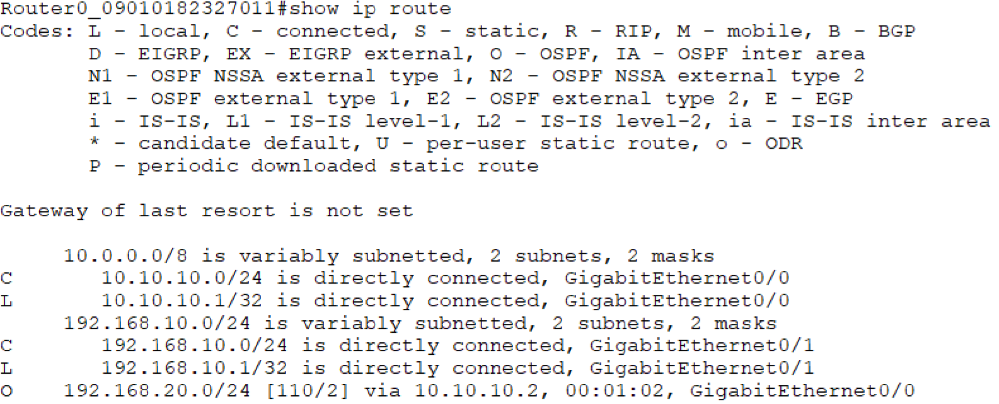 Router0_09010182327011#show ip route
Codes: L - local, C - connected, S - static, R - RIP, M - mobile, B - BGP
       D - EIGRP, EX - EIGRP external, O - OSPF, IA - OSPF inter area
       N1 - OSPF NSSA external type 1, N2 - OSPF NSSA external type 2
       E1 - OSPF external type 1, E2 - OSPF external type 2, E - EGP
       i - IS-IS, L1 - IS-IS level-1, L2 - IS-IS level-2, ia - IS-IS inter area
       * - candidate default, U - per-user static route, o - ODR
       P - periodic downloaded static route

Gateway of last resort is not set

     10.0.0.0/8 is variably subnetted, 2 subnets, 2 masks
C       10.10.10.0/24 is directly connected, GigabitEthernet0/0
L       10.10.10.1/32 is directly connected, GigabitEthernet0/0
     192.168.10.0/24 is variably subnetted, 2 subnets, 2 masks
C       192.168.10.0/24 is directly connected, GigabitEthernet0/1
L       192.168.10.1/32 is directly connected, GigabitEthernet0/1
O    192.168.20.0/24 [110/2] via 10.10.10.2, 00:01:02, GigabitEthernet0/0